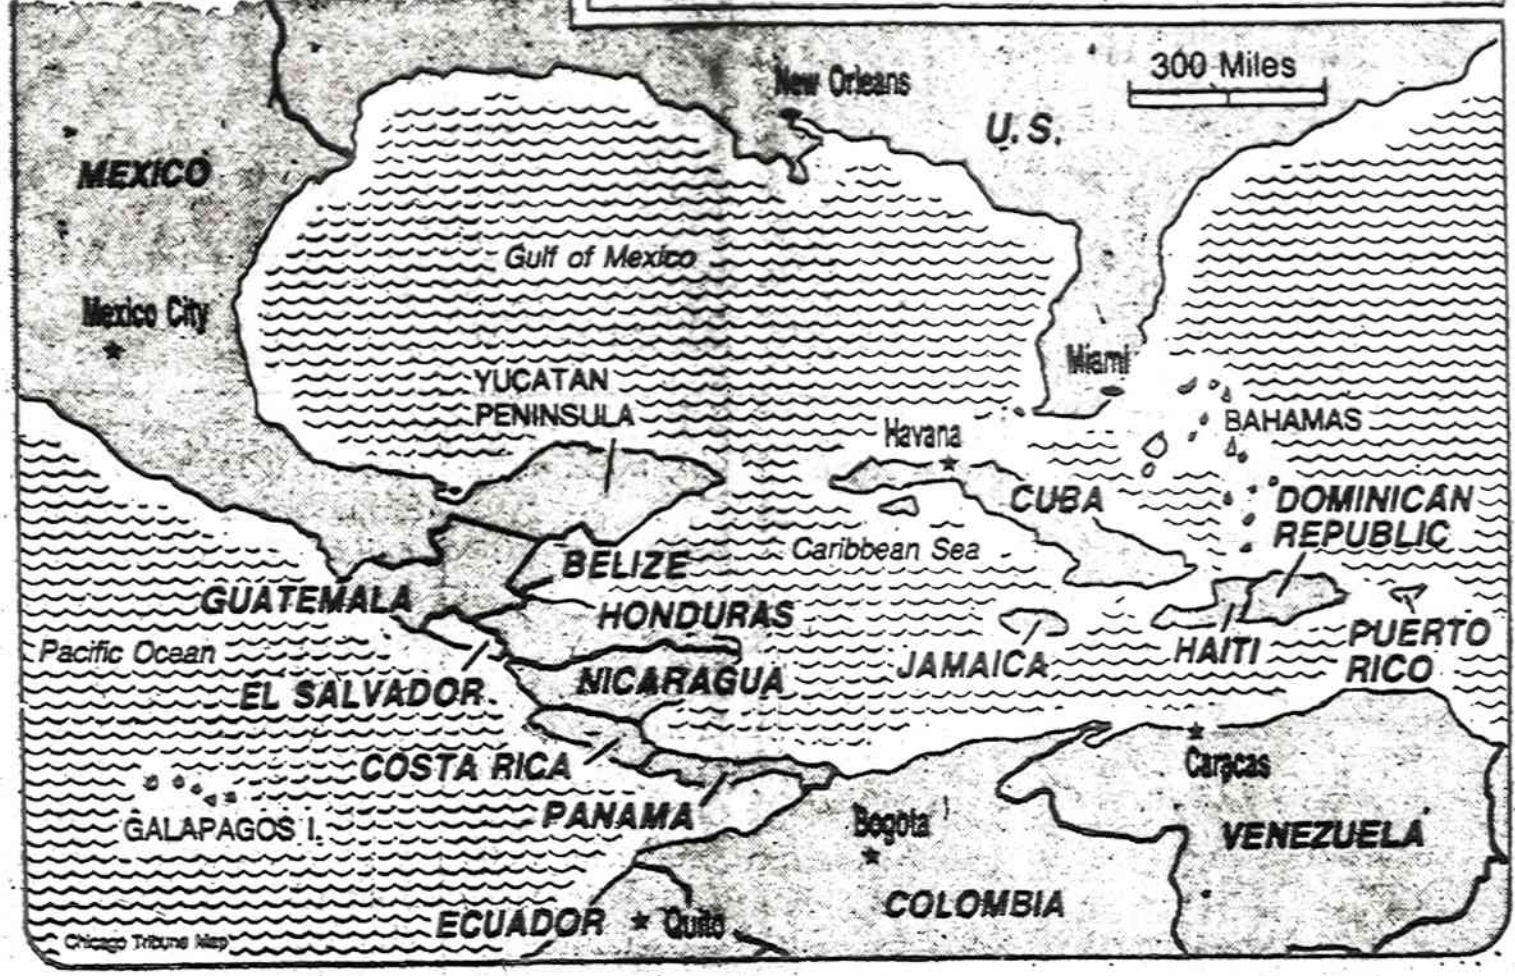 New Orleans
300 Miles
U. S.
MEXICO
Gulf of Mexico
Mexico City
Miami
YUCATAN
PENINSULA
BAHAMAS
Havana
CUBA
DOMINICAN
REPUBLIC
Caribbean Sea
BELIZE
GUATEMALA
HONDURAS
PUERTO
RICO
HAITI
Pacific Ocean
JAMAICA
NICARAGUA
EL SALVADOR
COSTA RICA
Caracas
PANAMA
GALAPAGOS I.
Bogota
VENEZUELA
COLOMBIA
ECUADOR
Quito
Chicago Tribune Map